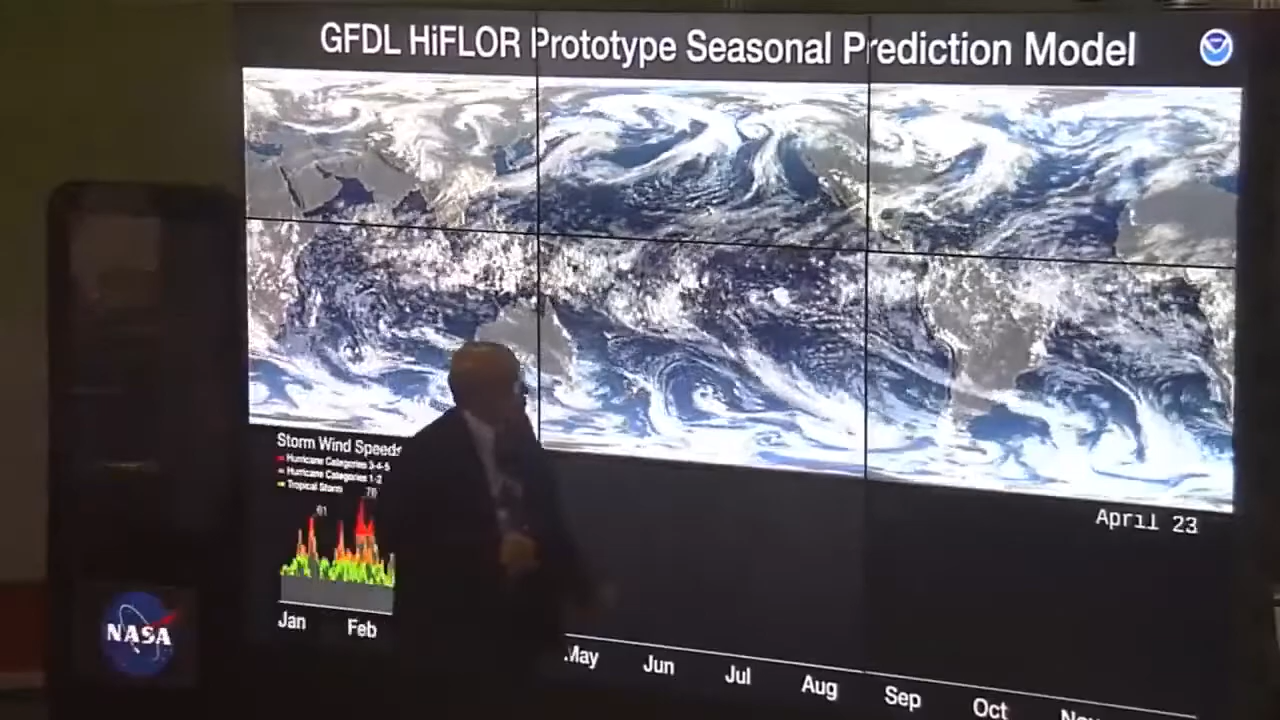 GFDL HiFLOR Prototype Seasonal Prediction Model
Storm Wind Speeds
Hurricane Categories 3-4-5
Hurricane Categories 1-2
Tropical Storm
61
April 23
Jan Feb May Jun Jul Aug Sep Oct
NASA